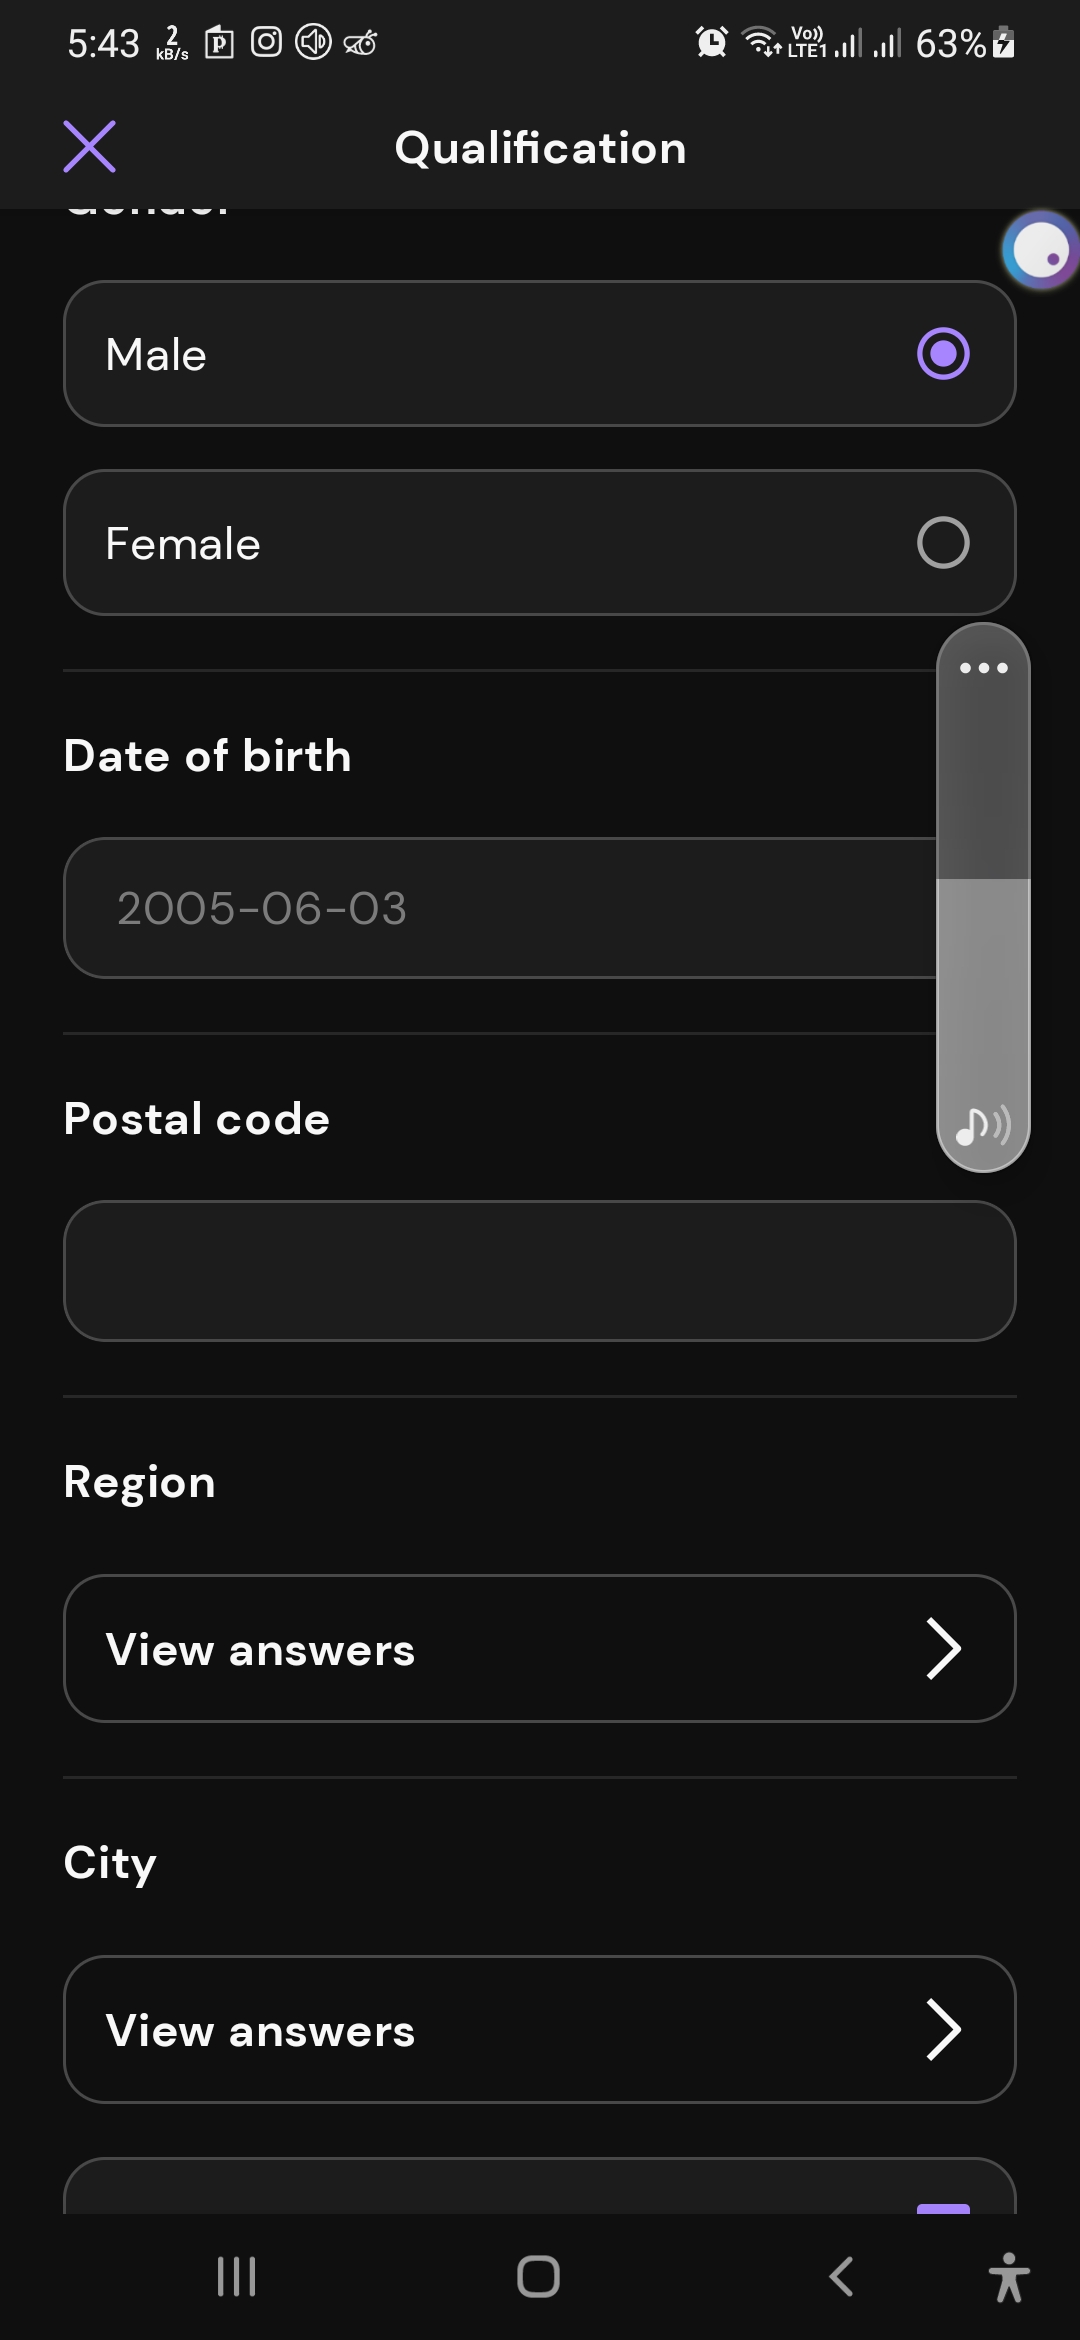 5:43 2 kB/s Vo)) LTE1 63%
Qualification
Gender
Male
Female
Date of birth
2005-06-03
Postal code
Region
View answers
City
View answers